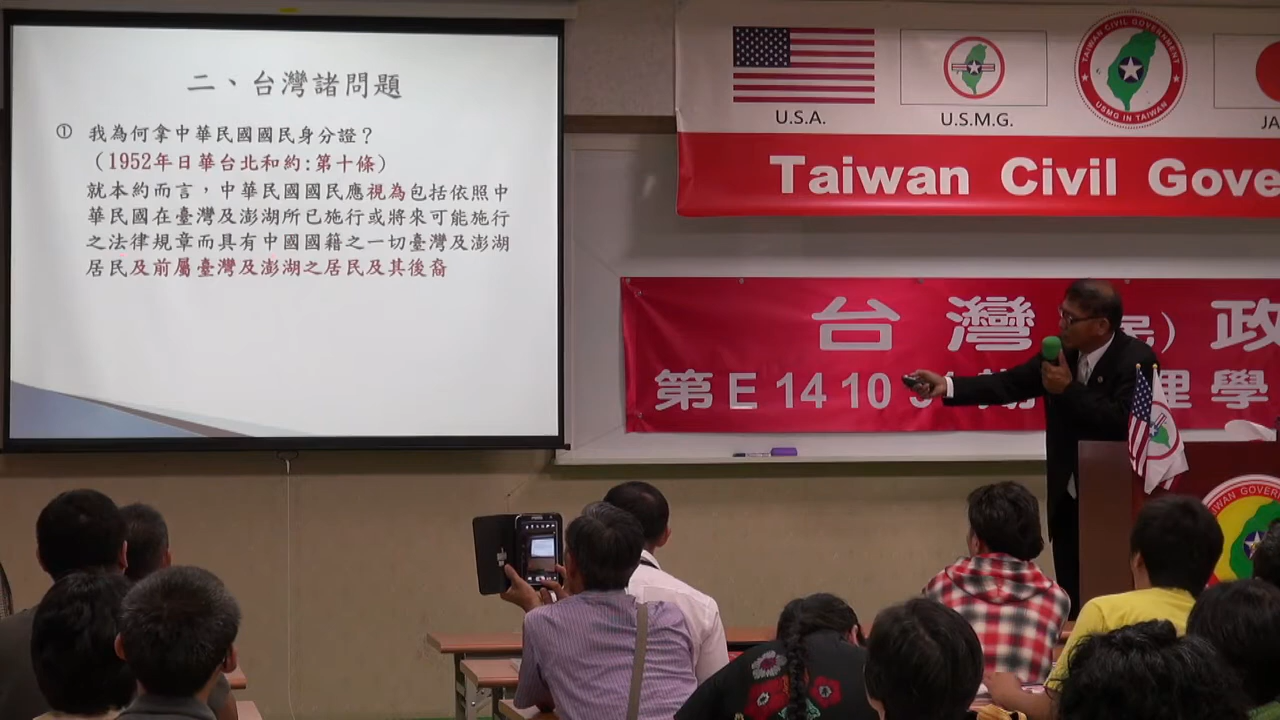 二、台灣諸問題
① 我為何拿中華民國國民身分證？
（1952年日華台北和約:第十條）
就本約而言，中華民國國民應視為包括依照中
華民國在臺灣及澎湖所已施行或將來可能施行
之法律規章而具有中國國籍之一切臺灣及澎湖
居民及前屬臺灣及澎湖之居民及其後裔
U.S.A.
U.S.M.G.
TAIWAN CIVIL GOVERNMENT
USMG IN TAIWAN
JA
Taiwan Civil Gove
台灣 民）政
第E 14 10 理學
TAIWAN GOVERN